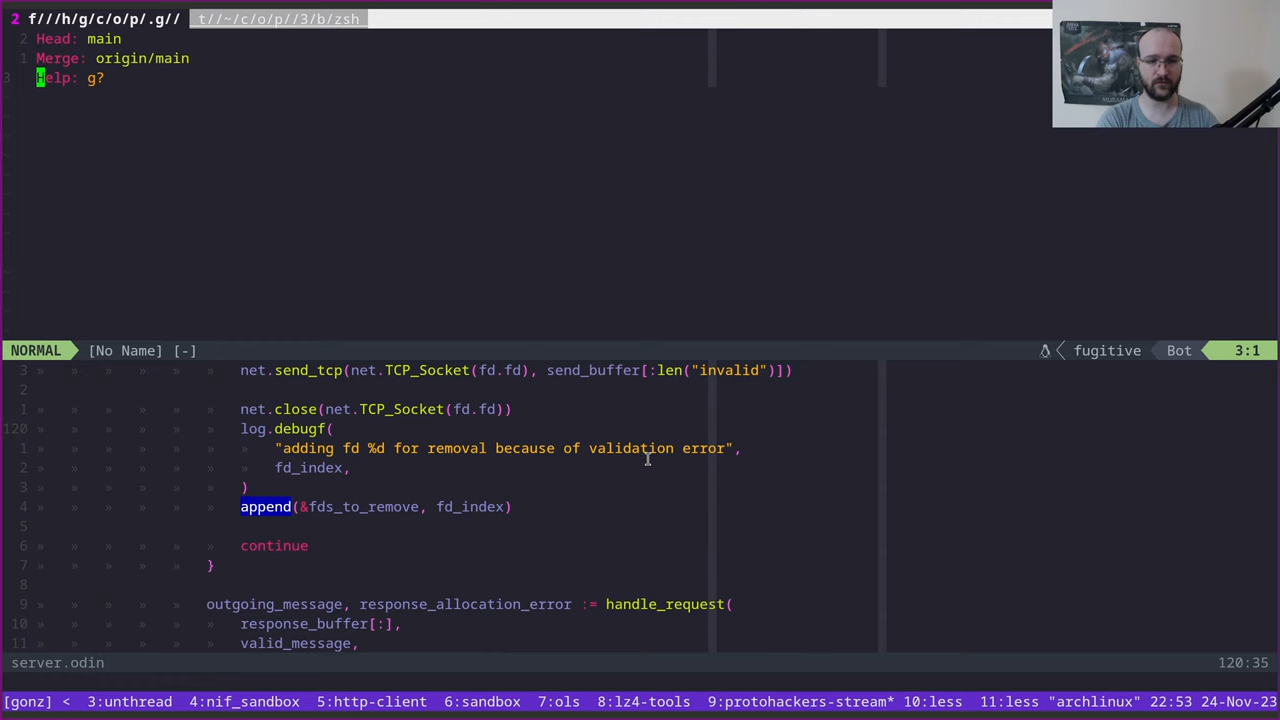 2 f///h/g/c/o/p/.g// t//~/c/o/p//3/b/zsh
2 Head: main
1 Merge: origin/main
3 Help: g?
NORMAL [No Name] [-] fugitive Bot 3:1
3 » » » » » » net.send_tcp(net.TCP_Socket(fd.fd), send_buffer[:len("invalid")])
2
1 » » » » » » net.close(net.TCP_Socket(fd.fd))
120 » » » » » » log.debugf(
1 » » » » » » » "adding fd %d for removal because of validation error",
2 » » » » » » » fd_index,
3 » » » » » » )
4 » » » » » » append(&fds_to_remove, fd_index)
5
6 » » » » » » continue
7 » » » » » }
8
9 » » » » » outgoing_message, response_allocation_error := handle_request(
10 » » » » » » response_buffer[:],
11 » » » » » » valid_message,
server.odin 120:35
[gonz] < 3:unthread 4:nif_sandbox 5:http-client 6:sandbox 7:ols 8:lz4-tools 9:protohackers-stream* 10:less 11:less "archlinux" 22:53 24-Nov-23